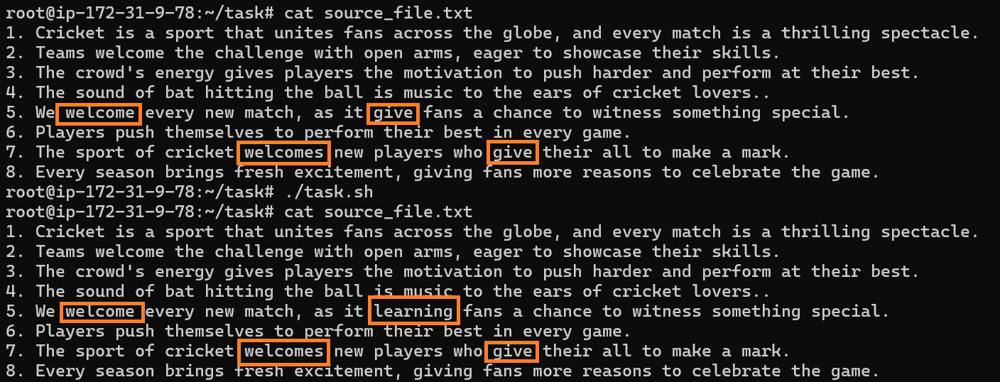 root@ip-172-31-9-78:~/task# cat source_file.txt
1. Cricket is a sport that unites fans across the globe, and every match is a thrilling spectacle.
2. Teams welcome the challenge with open arms, eager to showcase their skills.
3. The crowd's energy gives players the motivation to push harder and perform at their best.
4. The sound of bat hitting the ball is music to the ears of cricket lovers..
5. We welcome every new match, as it give fans a chance to witness something special.
6. Players push themselves to perform their best in every game.
7. The sport of cricket welcomes new players who give their all to make a mark.
8. Every season brings fresh excitement, giving fans more reasons to celebrate the game.
root@ip-172-31-9-78:~/task# ./task.sh
root@ip-172-31-9-78:~/task# cat source_file.txt
1. Cricket is a sport that unites fans across the globe, and every match is a thrilling spectacle.
2. Teams welcome the challenge with open arms, eager to showcase their skills.
3. The crowd's energy gives players the motivation to push harder and perform at their best.
4. The sound of bat hitting the ball is music to the ears of cricket lovers..
5. We welcome every new match, as it learning fans a chance to witness something special.
6. Players push themselves to perform their best in every game.
7. The sport of cricket welcomes new players who give their all to make a mark.
8. Every season brings fresh excitement, giving fans more reasons to celebrate the game.